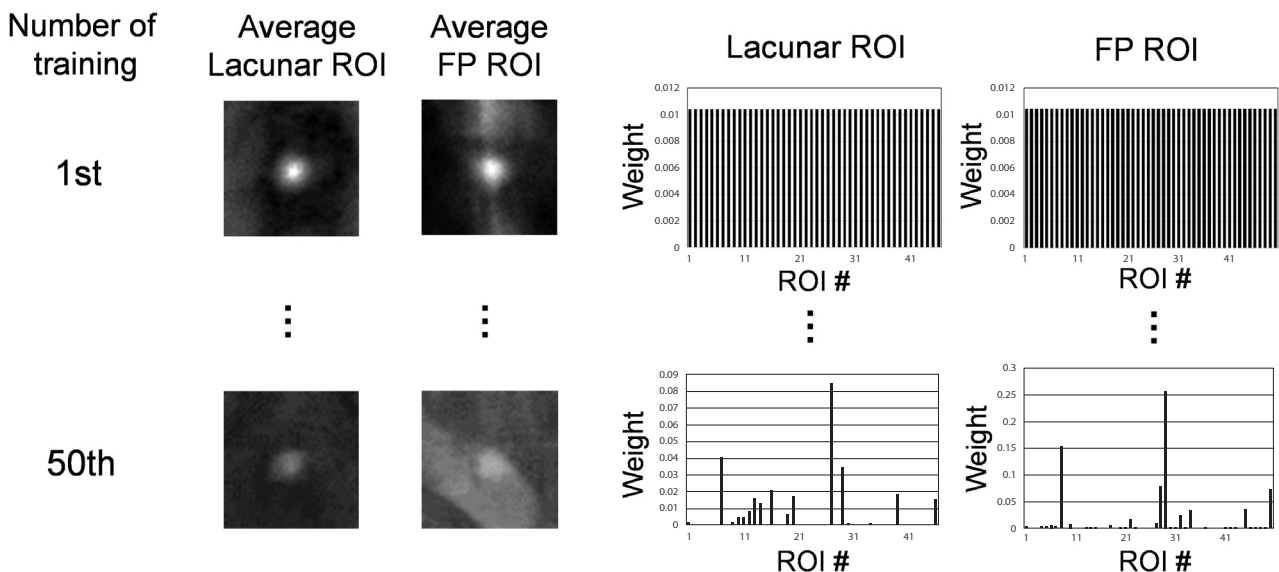 Number of
training
Average
Lacunar ROI
Average
FP ROI
Lacunar ROI
FP ROI
1st
Weight
0.012
0.01
0.008
0.006
0.004
0.002
0
1 11 21 31 41
ROI #
Weight
0.012
0.01
0.008
0.006
0.004
0.002
0
1 11 21 31 41
ROI #
50th
Weight
0.09
0.08
0.07
0.06
0.05
0.04
0.03
0.02
0.01
0
1 11 21 31 41
ROI #
Weight
0.3
0.25
0.2
0.15
0.1
0.05
0
1 11 21 31 41
ROI #